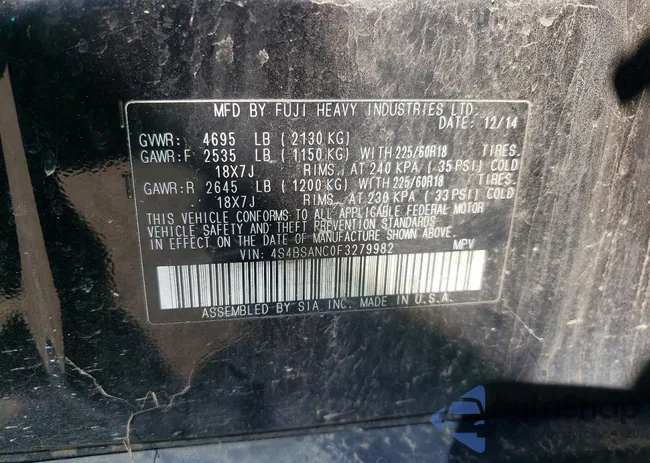 MFD BY FUJI HEAVY INDUSTRIES LTD.
DATE: 12/14
GVWR: 4695 LB (2130 KG)
GAWR:F 2535 LB (1150 KG) WITH 225/60R18 TIRES.
18X7J RIMS. AT 240 KPA (35 PSI) COLD
GAWR:R 2645 LB (1200 KG) WITH 225/60R18 TIRES.
18X7J RIMS. AT 230 KPA (33 PSI) COLD
THIS VEHICLE CONFORMS TO ALL APPLICABLE FEDERAL MOTOR
VEHICLE SAFETY AND THEFT PREVENTION STANDARDS
IN EFFECT ON THE DATE OF MANUFACTURE SHOWN ABOVE.
VIN: 4S4BSANC0F3279982 MPV
ASSEMBLED BY SIA INC: MADE IN U.S.A.